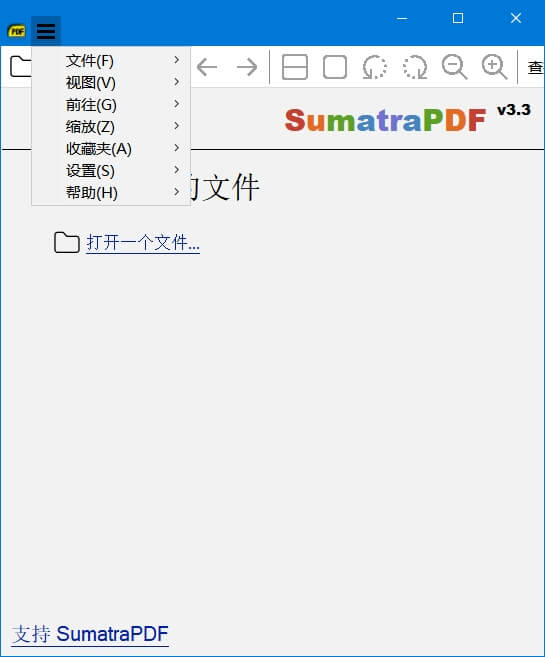 PDF
文件(F)
视图(V)
前往(G)
缩放(Z)
收藏夹(A)
设置(S)
帮助(H)
查
SumatraPDF v3.3
的文件
打开一个文件...
支持 SumatraPDF